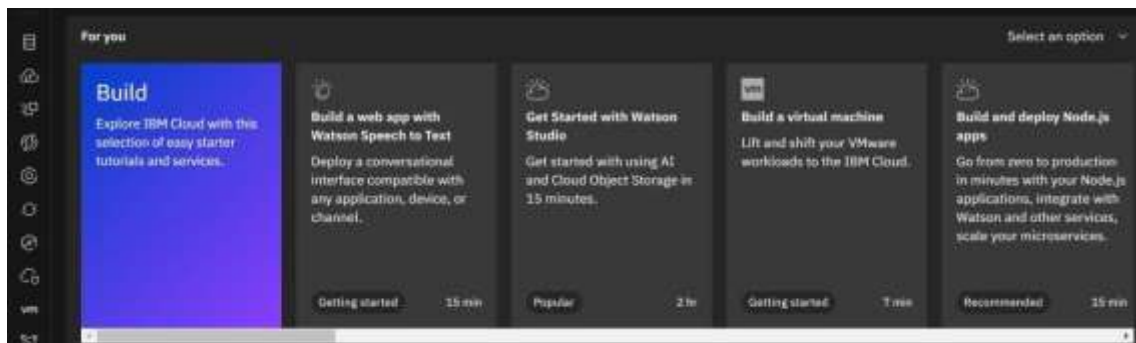 For you
Select an option
Build
Explore IBM Cloud with this
selection of easy starter
tutorials and services.
Build a web app with
Watson Speech to Text
Deploy a conversational
interface compatible with
any application, device, or
channel.
Getting started
15 min
Get Started with Watson
Studio
Get started with using AI
and Cloud Object Storage in
15 minutes.
Popular
2 hr
vm
Build a virtual machine
Lift and shift your VMware
workloads to the IBM Cloud.
Getting started
7 min
Build and deploy Node.js
apps
Go from zero to production
in minutes with your Node.js
applications, integrate with
Watson and other services,
scale your microservices.
Recommended
15 min
vm